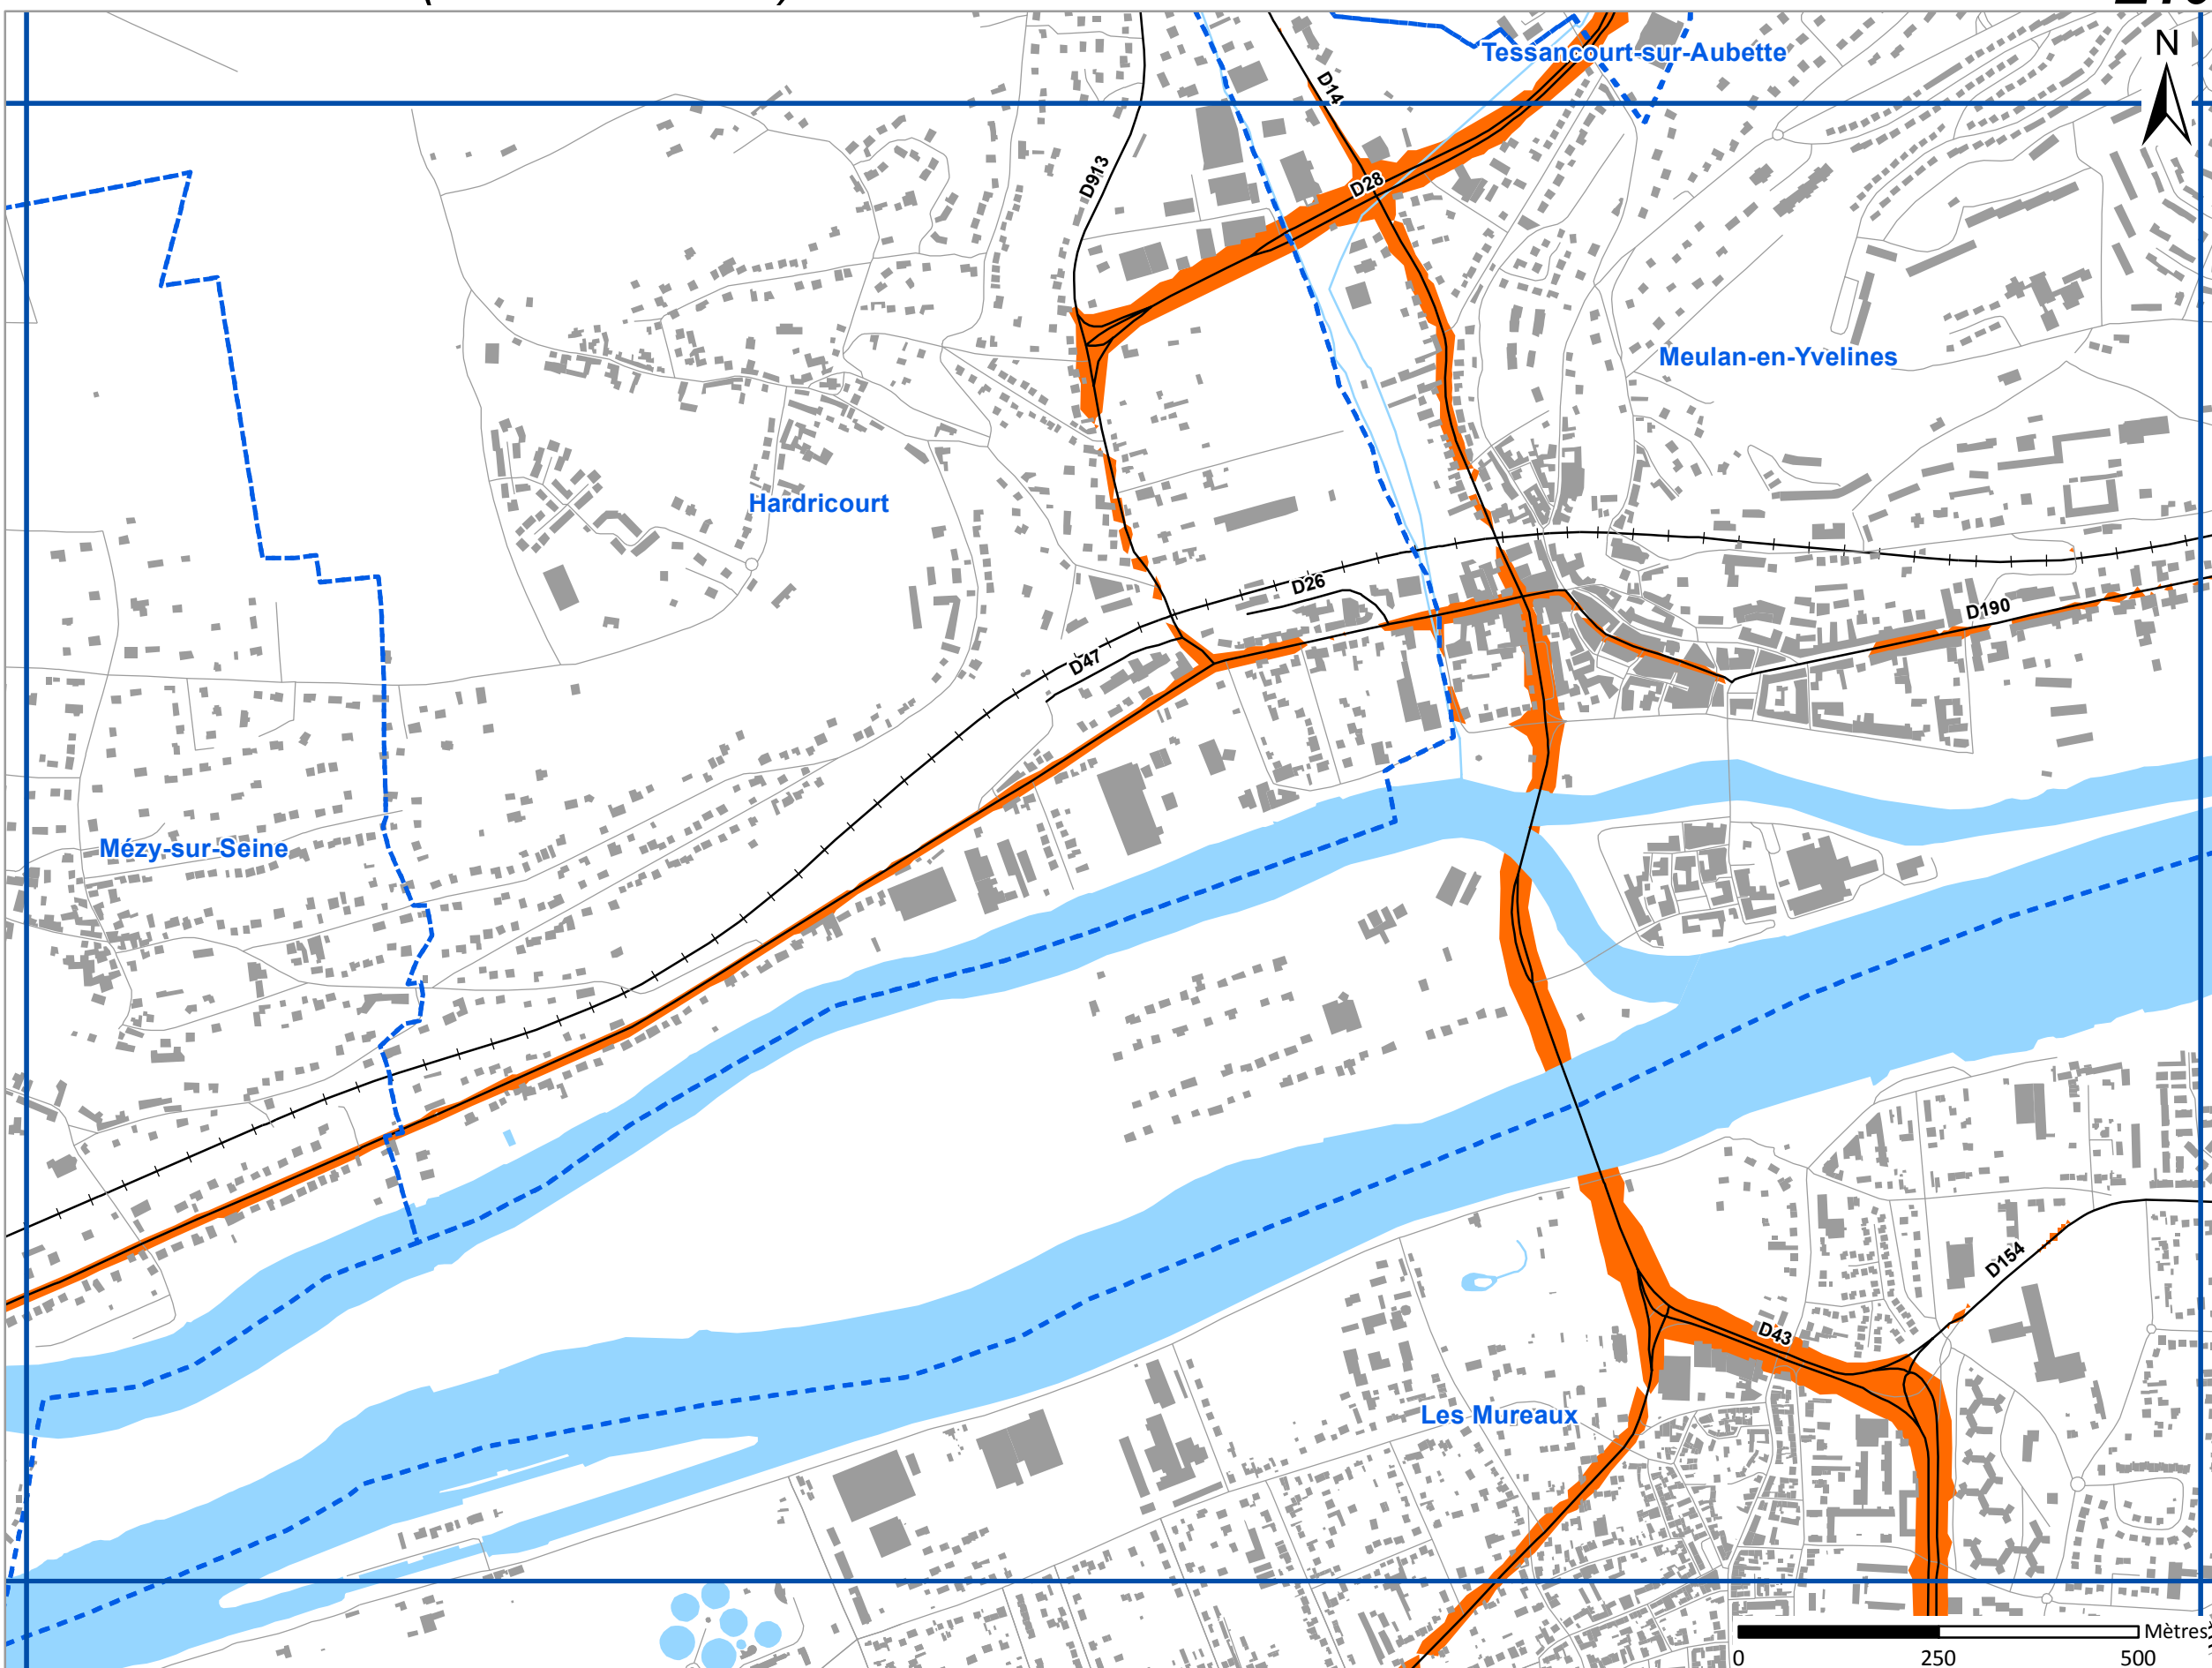 Tessancourt-sur-Aubette
N
D14
D913
D28
Meulan-en-Yvelines
Hardricourt
D26
D190
D47
Mézy-sur-Seine
D154
D43
Les Mureaux
Mètres
0 250 500